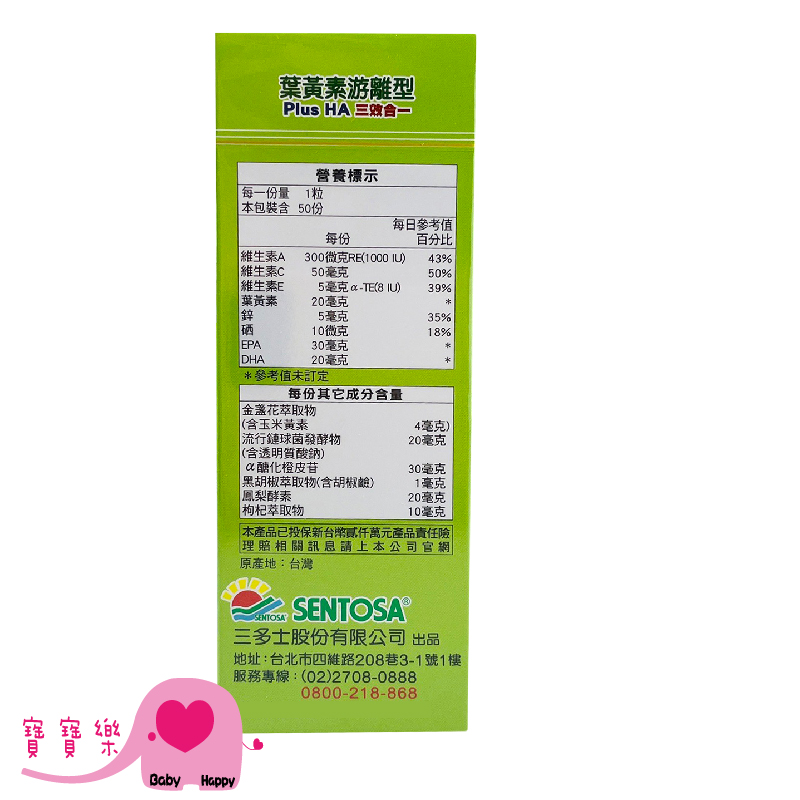 葉黃素游離型
Plus HA 三效合一
營養標示
每一份量 1粒
本包裝含 50份
每日參考值
每份 百分比
維生素A 300微克RE(1000 IU) 43%
維生素C 50毫克 50%
維生素E 5毫克α-TE(8 IU) 39%
葉黃素 20毫克 *
鋅 5毫克 35%
硒 10微克 18%
EPA 30毫克 *
DHA 20毫克 *
*參考值未訂定
每份其它成分含量
金盞花萃取物
(含玉米黃素 4毫克)
流行鏈球菌發酵物 20毫克
(含透明質酸鈉)
α醣化橙皮苷 30毫克
黑胡椒萃取物(含胡椒鹼) 1毫克
鳳梨酵素 20毫克
枸杞萃取物 10毫克
本產品已投保新台幣貳仟萬元產品責任險
理賠相關訊息請上本公司官網
原產地：台灣
SENTOSA SENTOSA®
三多士股份有限公司 出品
地址：台北市四維路208巷3-1號1樓
服務專線：(02)2708-0888
0800-218-868
寶寶樂
Baby Happy